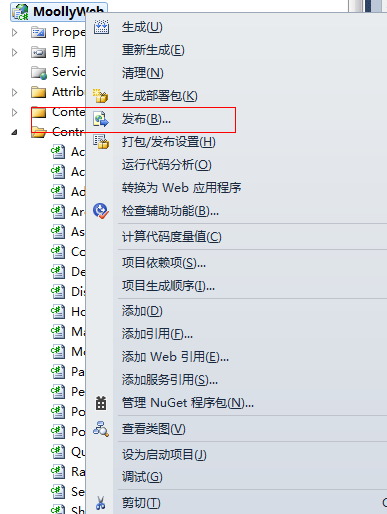 MoollyWeb
Prope
引用
Servic
Attrib
Conte
Contr
Ac
Ac
Ad
Are
As
Co
De
Dis
Ho
Ma
Mo
Pa
Pe
Po
Po
Qu
Ra
Se
Sh
生成(U)
重新生成(E)
清理(N)
生成部署包(K)
发布(B)...
打包/发布设置(H)
运行代码分析(O)
转换为 Web 应用程序
检查辅助功能(B)...
计算代码度量值(C)
项目依赖项(S)...
项目生成顺序(I)...
添加(D)
添加引用(F)...
添加 Web 引用(E)...
添加服务引用(S)...
管理 NuGet 程序包(N)...
查看类图(V)
设为启动项目(J)
调试(G)
剪切(T)